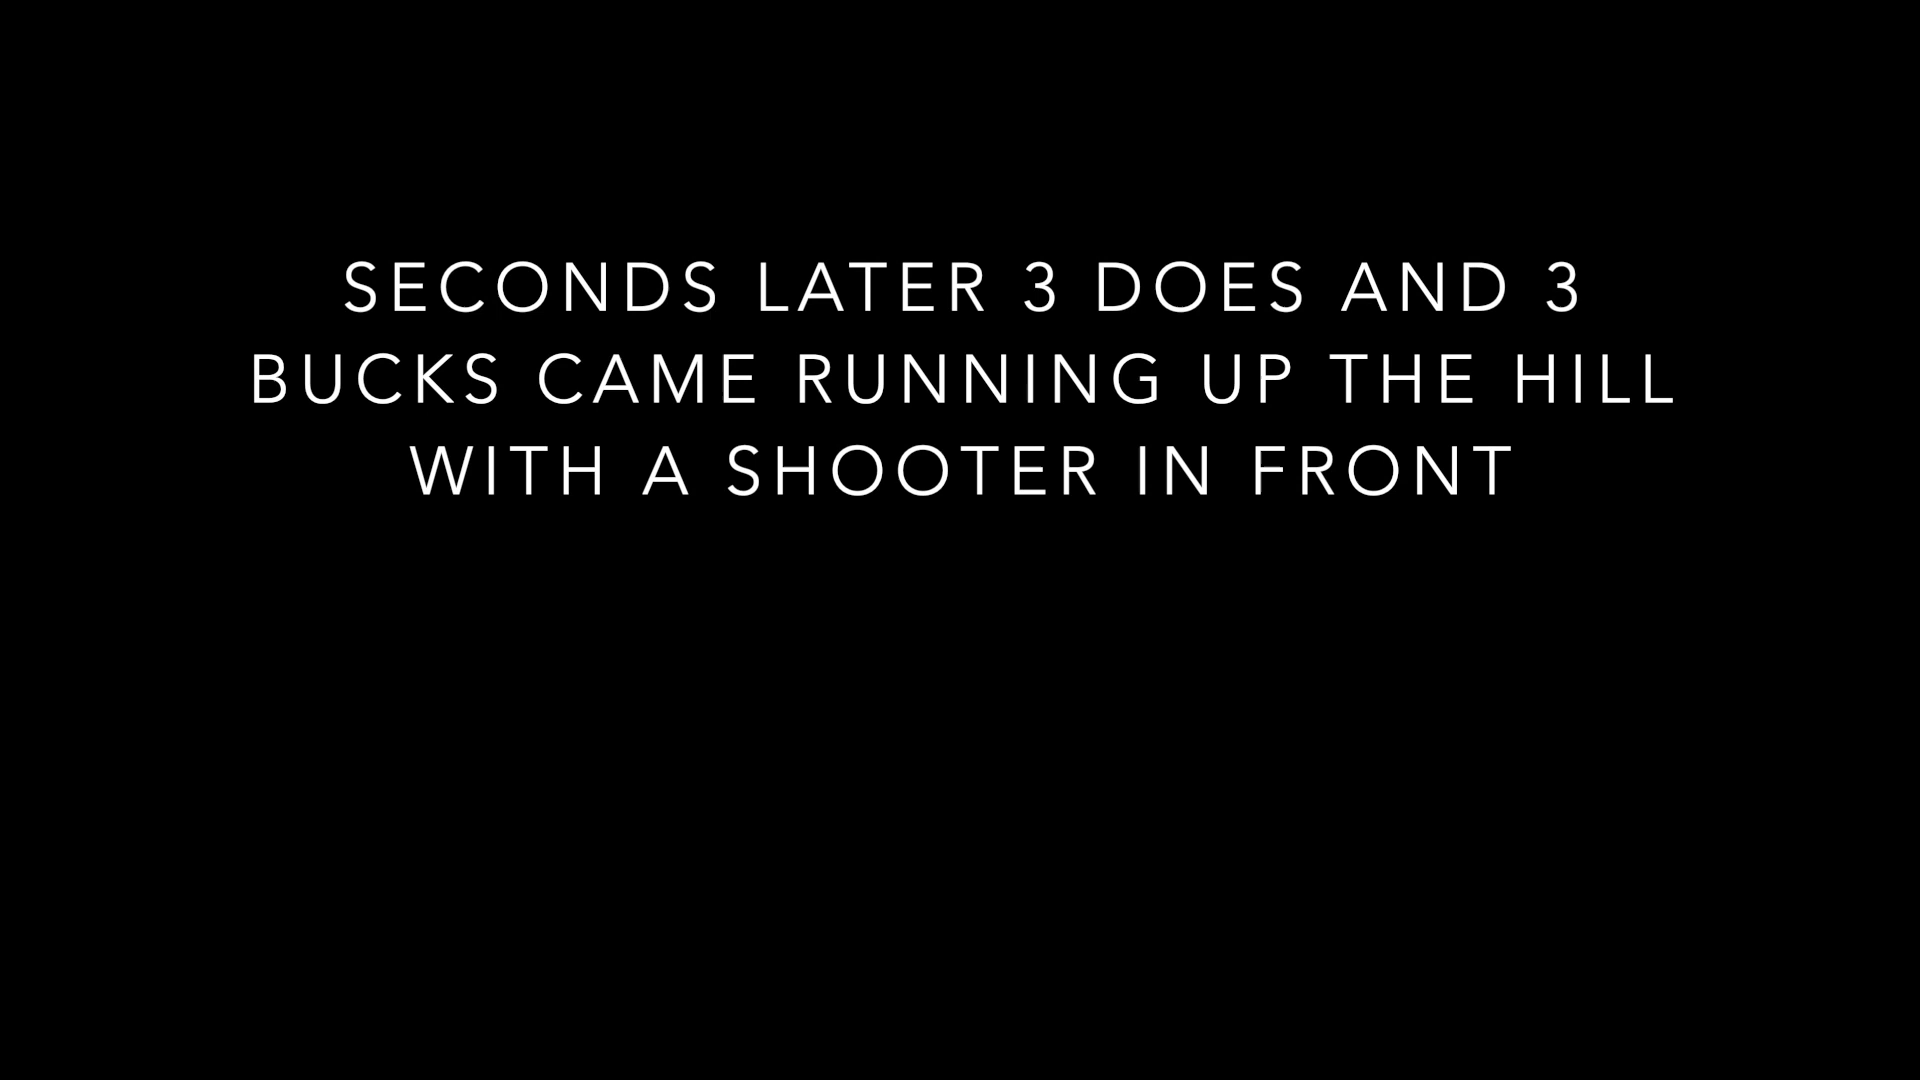 SECONDS LATER 3 DOES AND 3
BUCKS CAME RUNNING UP THE HILL
WITH A SHOOTER IN FRONT